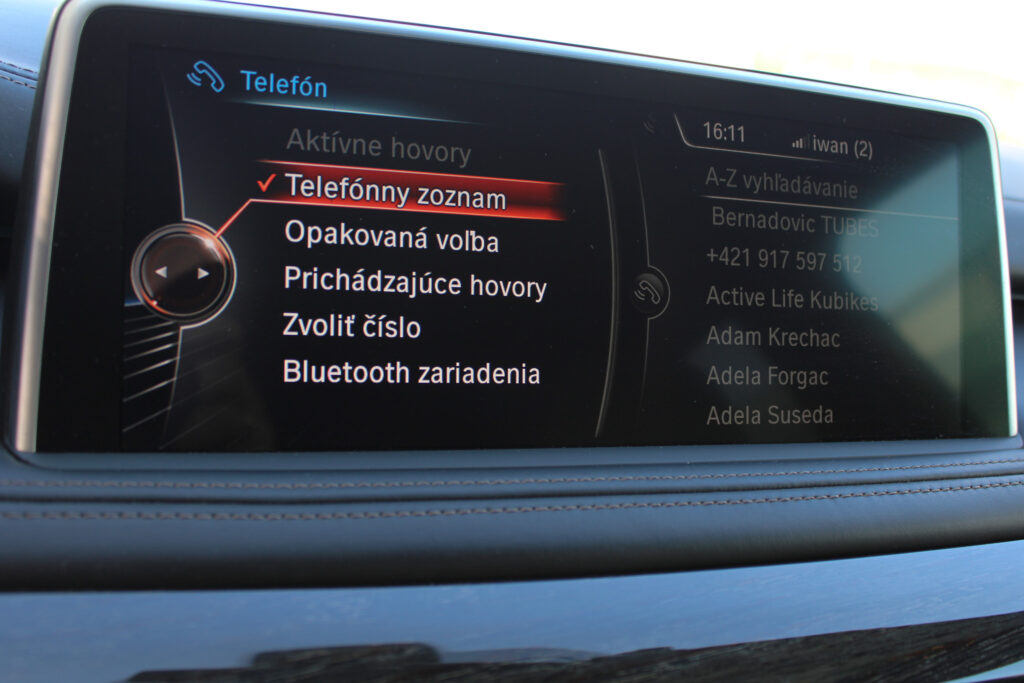 Telefón
Aktívne hovory
Telefónny zoznam
Opakovaná voľba
Prichádzajúce hovory
Zvoliť číslo
Bluetooth zariadenia
16:11
iwan (2)
A-Z vyhľadávanie
Bernadovic TUBES
+421 917 597 512
Active Life Kubikes
Adam Krechac
Adela Forgac
Adela Suseda